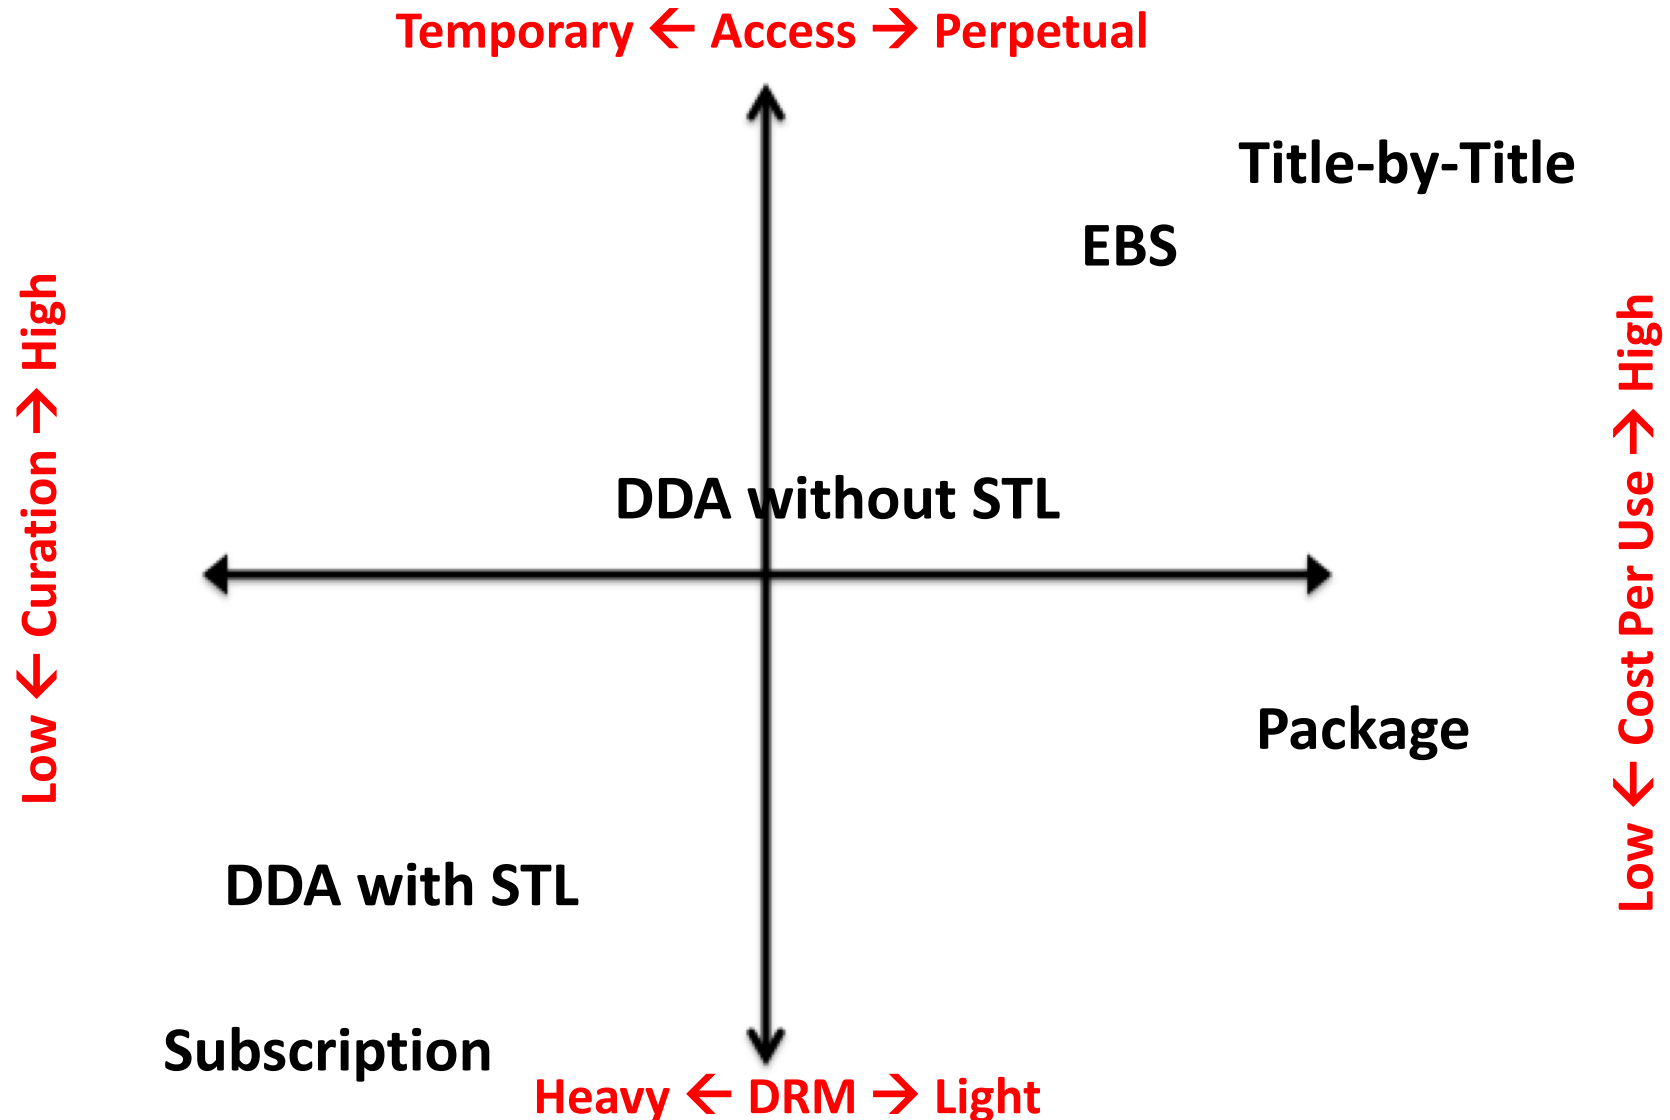 Temporary ← Access → Perpetual
Title-by-Title
EBS
Low ← Curation → High
Low ← Cost Per Use → High
DDA without STL
Package
DDA with STL
Subscription
Heavy ← DRM → Light